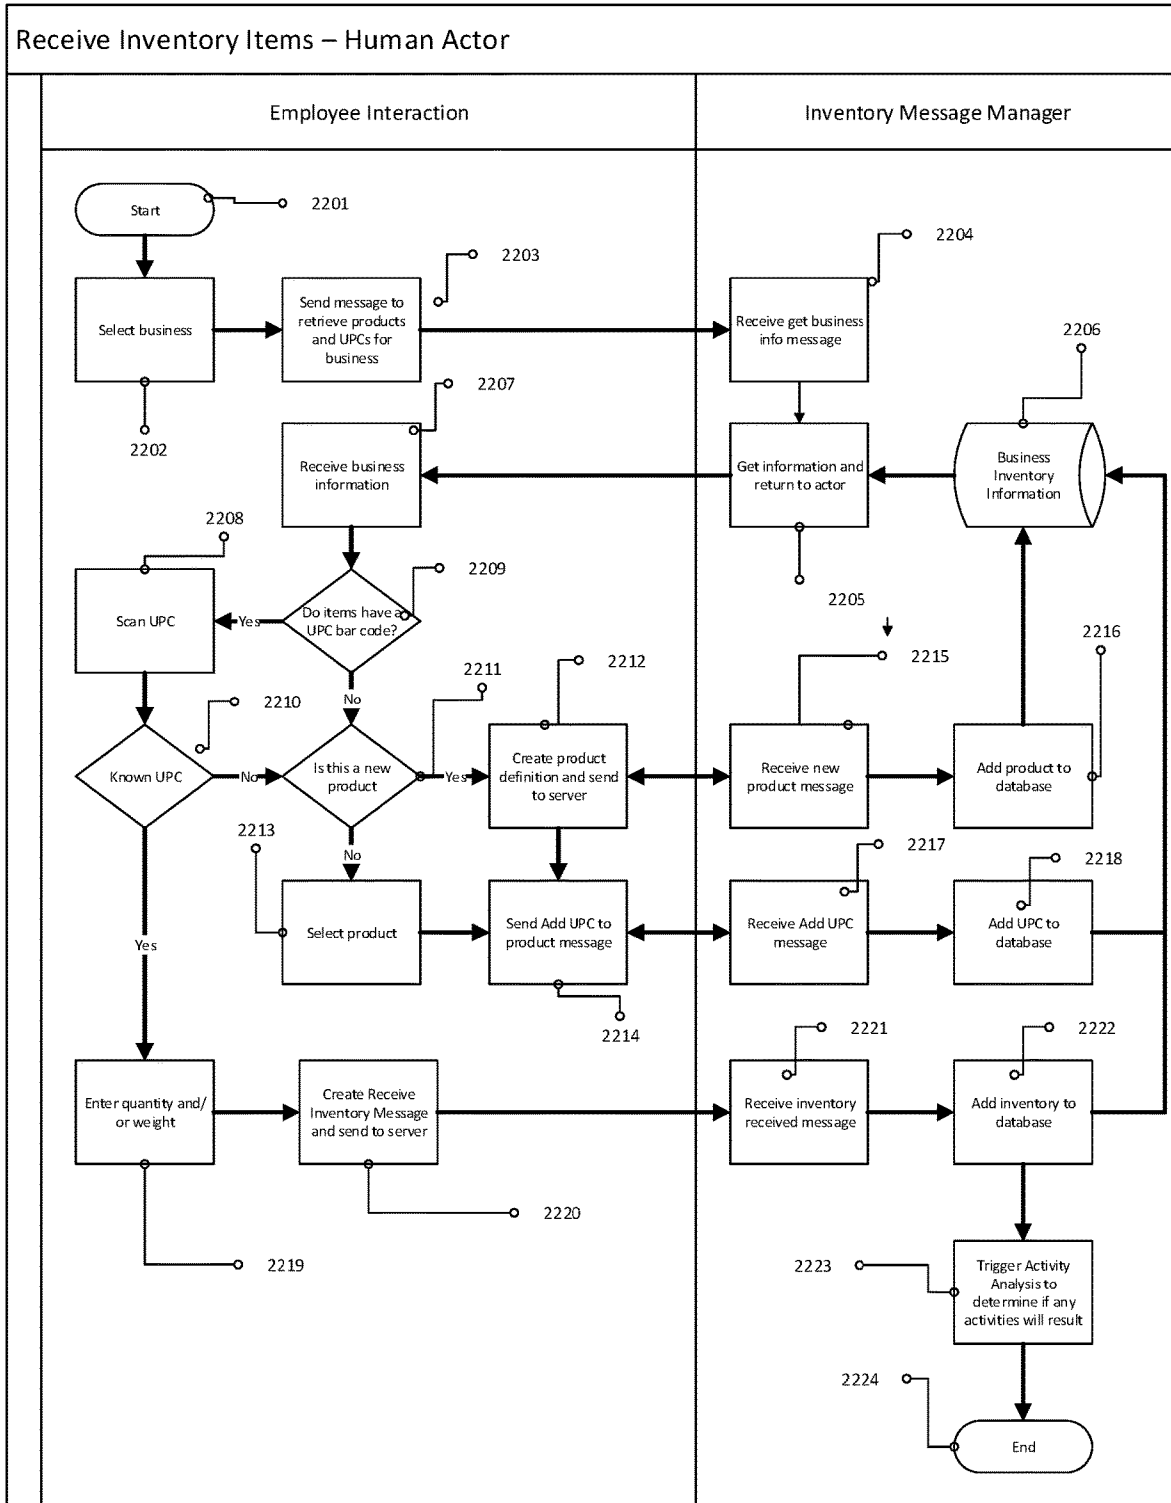 Receive Inventory Items – Human Actor
Employee Interaction
Inventory Message Manager
Start
2201
2203
2204
Select business
Send message to
retrieve products
and UPCs for
business
Receive get business
info message
2206
2202
2207
Receive business
information
Get information and
return to actor
Business
Inventory
Information
2208
2209
Scan UPC
Yes
Do items have a
UPC bar code?
2205
2210
No
2211
2212
2215
2216
Known UPC
No
Is this a new
product
Yes
Create product
definition and send
to server
Receive new
product message
Add product to
database
2213
No
2217
2218
Select product
Send Add UPC to
product message
Receive Add UPC
message
Add UPC to
database
Yes
2214
2221
2222
Enter quantity and/
or weight
Create Receive
Inventory Message
and send to server
Receive inventory
received message
Add inventory to
database
2220
2219
2223
Trigger Activity
Analysis to
determine if any
activities will result
2224
End